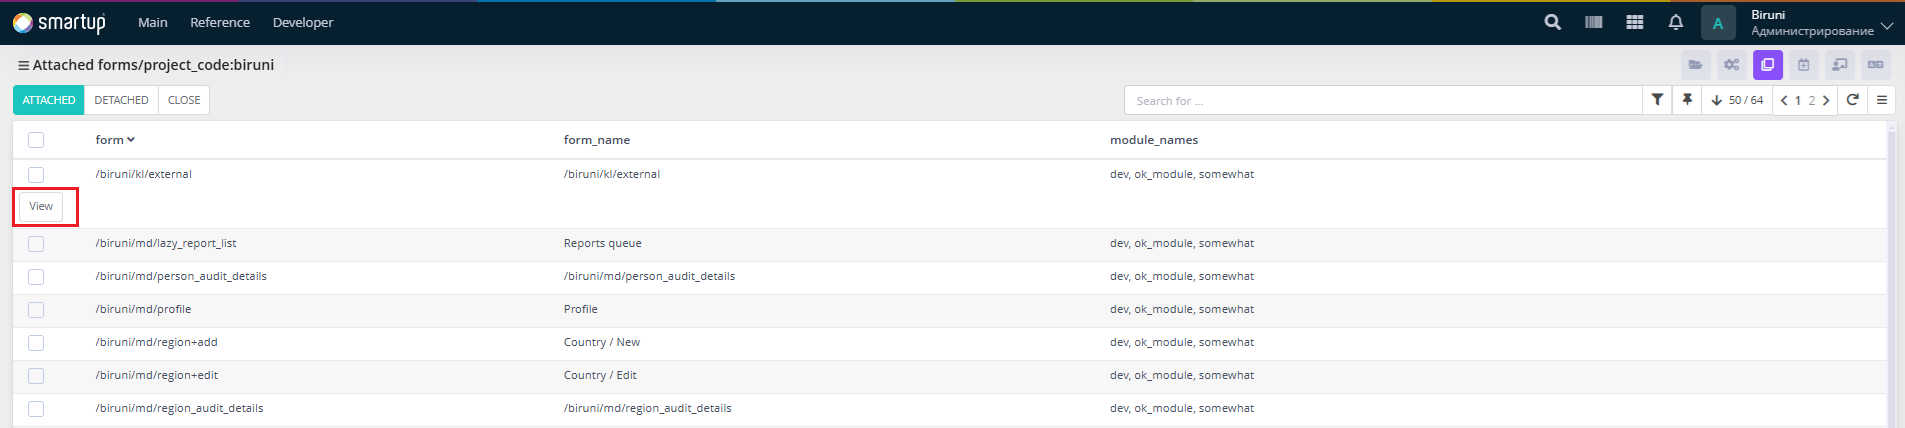 smartup Main Reference Developer A Biruni
Администрирование
Attached forms/project_code:biruni
ATTACHED DETACHED CLOSE Search for ... 50 / 64 1 2
form form_name module_names
/biruni/kl/external /biruni/kl/external dev, ok_module, somewhat
View
/biruni/md/lazy_report_list Reports queue dev, ok_module, somewhat
/biruni/md/person_audit_details /biruni/md/person_audit_details dev, ok_module, somewhat
/biruni/md/profile Profile dev, ok_module, somewhat
/biruni/md/region+add Country / New dev, ok_module, somewhat
/biruni/md/region+edit Country / Edit dev, ok_module, somewhat
/biruni/md/region_audit_details /biruni/md/region_audit_details dev, ok_module, somewhat